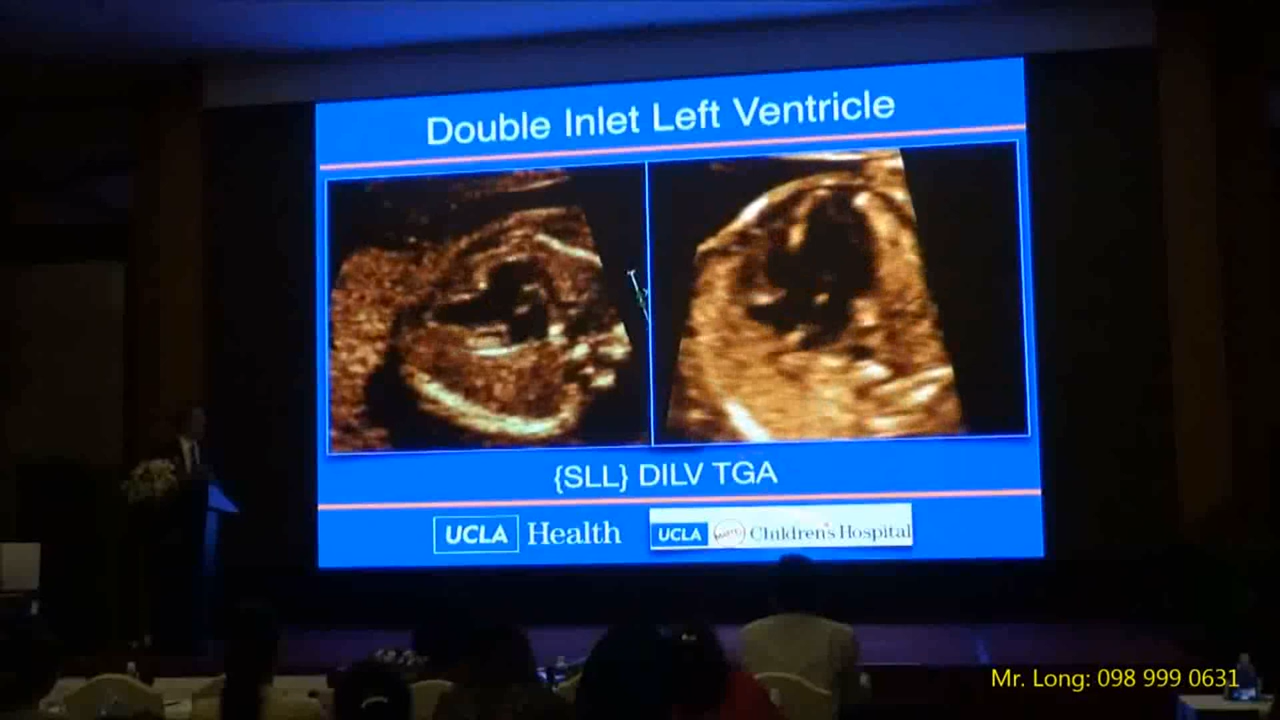 Double Inlet Left Ventricle
{SLL} DILV TGA
UCLA Health
UCLA Children's Hospital
Mr. Long: 098 999 0631